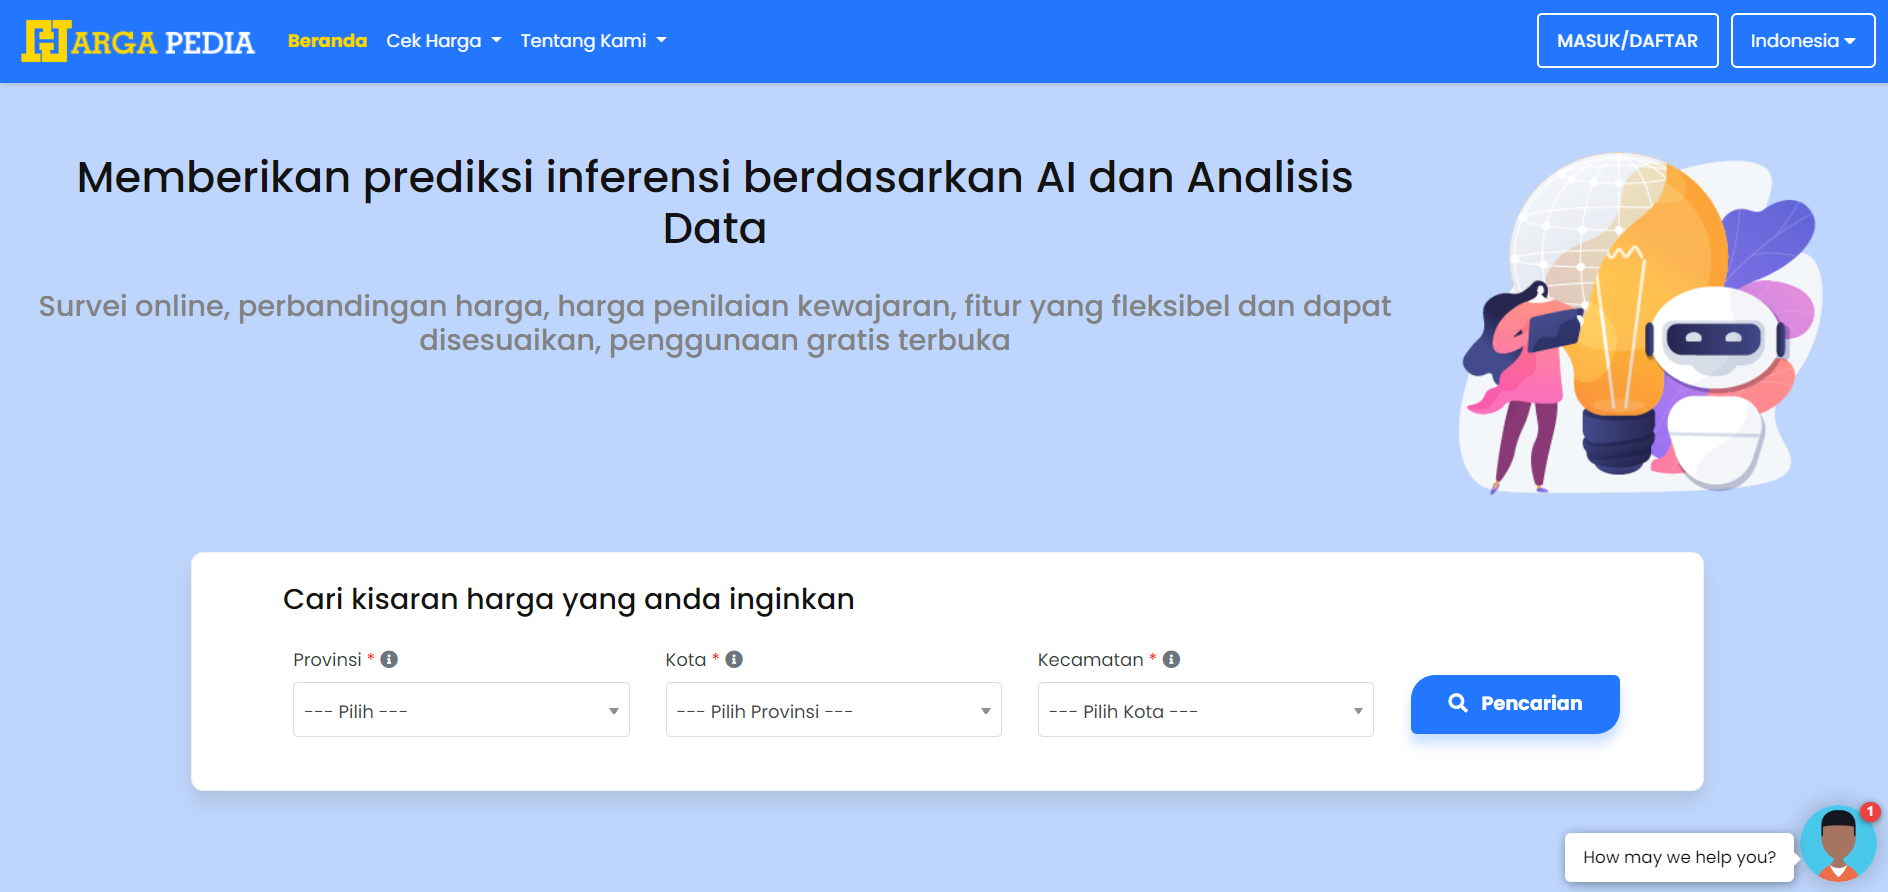 HARGA PEDIA
Beranda
Cek Harga
Tentang Kami
MASUK/DAFTAR
Indonesia
Memberikan prediksi inferensi berdasarkan AI dan Analisis
Data
Survei online, perbandingan harga, harga penilaian kewajaran, fitur yang fleksibel dan dapat
disesuaikan, penggunaan gratis terbuka
Cari kisaran harga yang anda inginkan
Provinsi *
Kota *
Kecamatan *
--- Pilih ---
--- Pilih Provinsi ---
--- Pilih Kota ---
Pencarian
1
How may we help you?